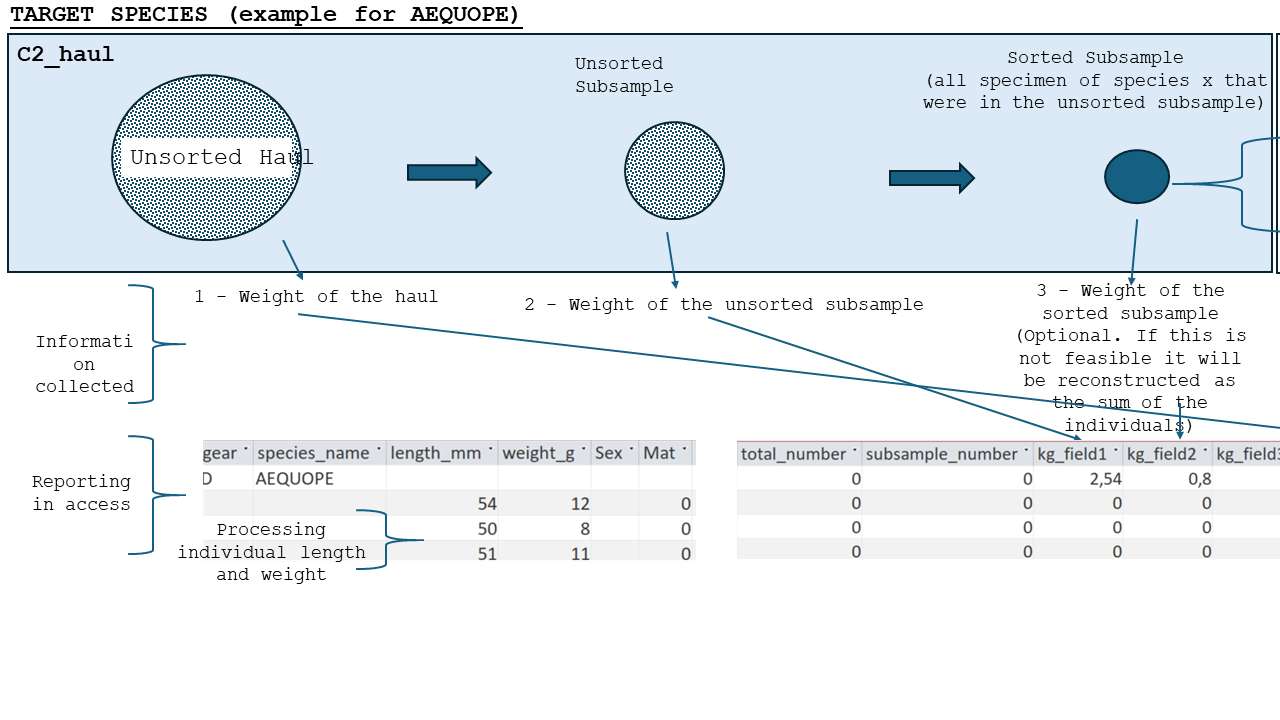 TARGET SPECIES (example for AEQUOPE)
C2_haul
Unsorted Haul
Unsorted
Subsample
Sorted Subsample
(all specimen of species x that
were in the unsorted subsample)
1 - Weight of the haul
2 - Weight of the unsorted subsample
3 - Weight of the
sorted subsample
(Optional. If this is
not feasible it will
be reconstructed as
the sum of the
individuals)
Informati
on
collected
Reporting
in access
gear species_name length_mm weight_g Sex Mat
D AEQUOPE
54 12 0
50 8 0
51 11 0
Processing
individual length
and weight
total_number subsample_number kg_field1 kg_field2 kg_field3
0 0 2,54 0,8
0 0 0 0
0 0 0 0
0 0 0 0